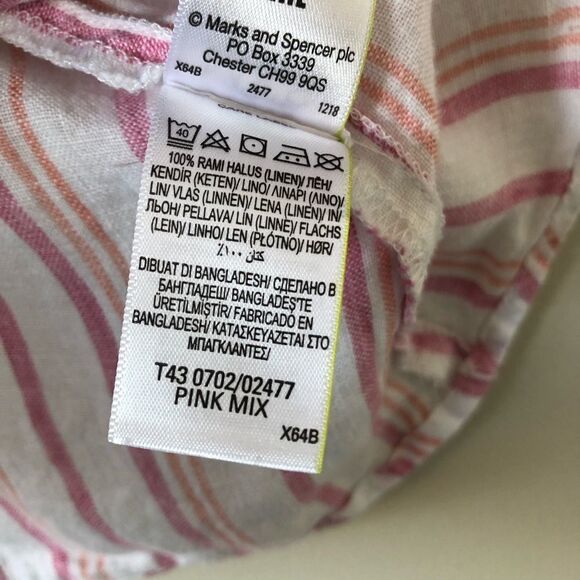 © Marks and Spencer plc
PO Box 3339
Chester CH99 9QS
X64B
2477
1218
40
100% RAMI HALUS (LINEN)/ ЛЁН/
KENDİR (KETEN)/ LINO/ ΛΙΝΑΡΙ (ΛΙΝΟ)/
LIN/ VLAS (LINNEN)/ LENA (LINEN)/ IN/
ЛЬОН/ PELLAVA/ LIN (LINNE)/ FLACHS
(LEIN)/ LINHO/ LEN (PŁÓTNO)/ HØR/
كتان ١٠٠٪
DIBUAT DI BANGLADESH/ СДЕЛАНО В
БАНГЛАДЕШ/ BANGLADEŞ'TE
ÜRETİLMİŞTİR/ FABRICADO EN
BANGLADESH/ ΚΑΤΑΣΚΕΥΑΖΕΤΑΙ ΣΤΟ
ΜΠΑΓΚΛΑΝΤΕΣ/
T43 0702/02477
PINK MIX
X64B